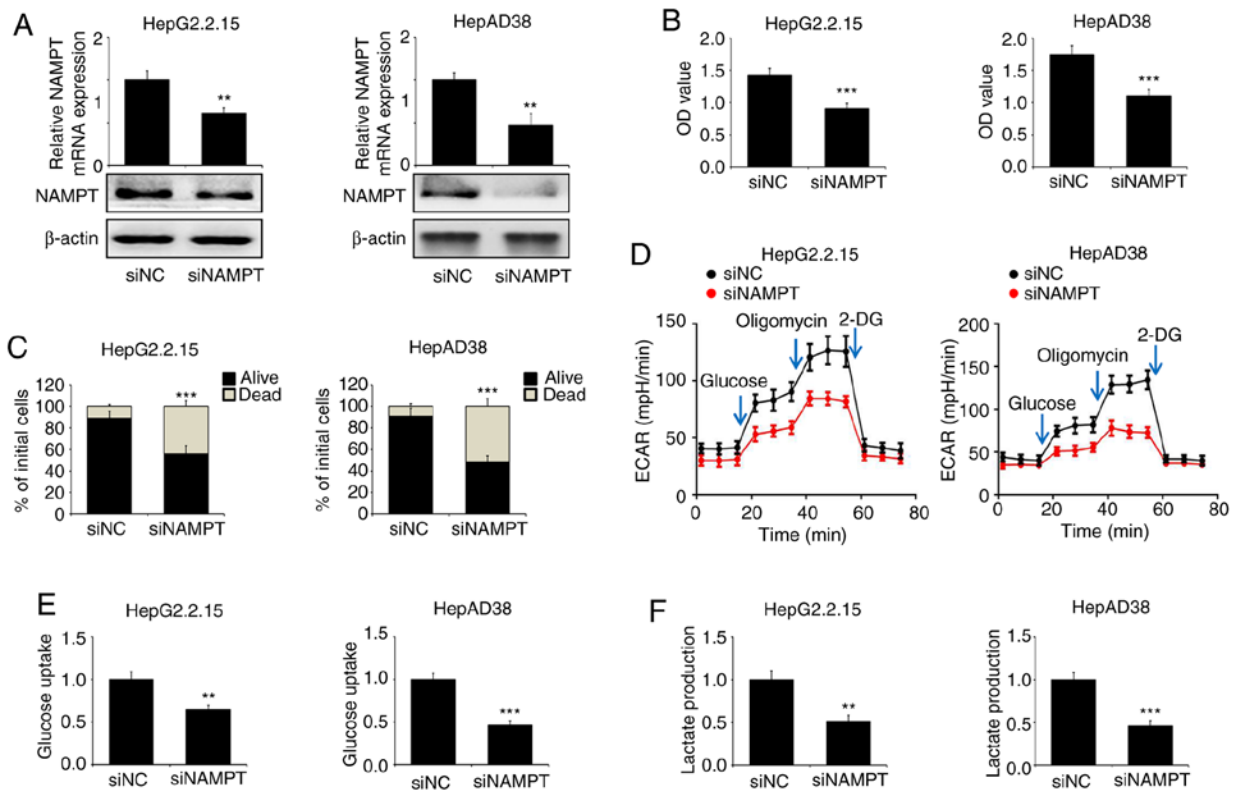 A
HepG2.2.15
Relative NAMPT
mRNA expression
2
1
0
**
NAMPT
β-actin
siNC siNAMPT
HepAD38
Relative NAMPT
mRNA expression
2
1
0
**
NAMPT
β-actin
siNC siNAMPT
B
HepG2.2.15
OD value
2.0
1.5
1.0
0.5
0.0
***
siNC siNAMPT
HepAD38
OD value
2.0
1.5
1.0
0.5
0.0
***
siNC siNAMPT
C
HepG2.2.15
Alive
Dead
% of initial cells
120
100
80
60
40
20
0
***
siNC siNAMPT
HepAD38
Alive
Dead
% of initial cells
120
100
80
60
40
20
0
***
siNC siNAMPT
D
HepG2.2.15
siNC
siNAMPT
ECAR (mpH/min)
150
100
50
0
Glucose
Oligomycin
2-DG
0 20 40 60 80
Time (min)
HepAD38
siNC
siNAMPT
ECAR (mpH/min)
200
150
100
50
0
Glucose
Oligomycin
2-DG
0 20 40 60 80
Time (min)
E
HepG2.2.15
Glucose uptake
1.5
1.0
0.5
0.0
**
siNC siNAMPT
HepAD38
Glucose uptake
1.5
1.0
0.5
0.0
***
siNC siNAMPT
F
HepG2.2.15
Lactate production
1.5
1.0
0.5
0.0
**
siNC siNAMPT
HepAD38
Lactate production
1.5
1.0
0.5
0.0
***
siNC siNAMPT